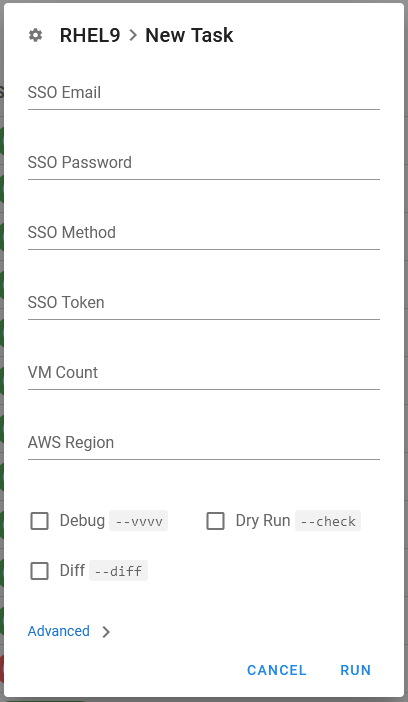 RHEL9 > New Task
SSO Email
SSO Password
SSO Method
SSO Token
VM Count
AWS Region
Debug --vvvv Dry Run --check
Diff --diff
Advanced >
CANCEL RUN